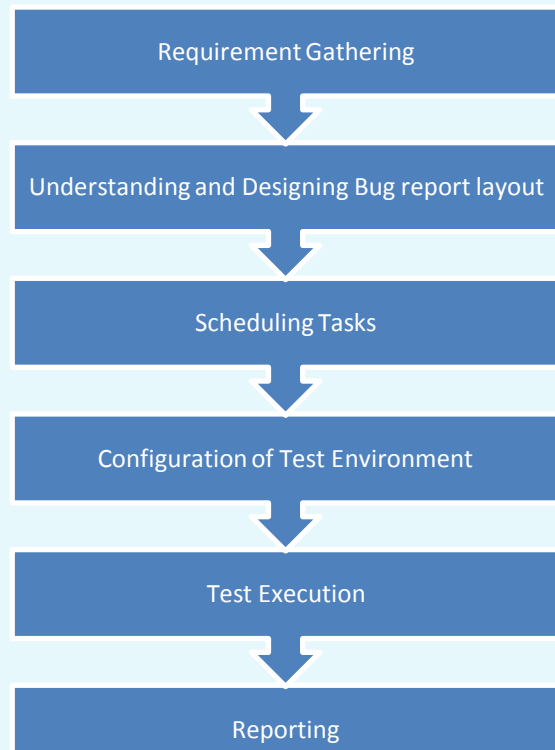 Requirement Gathering
Understanding and Designing Bug report layout
Scheduling Tasks
Configuration of Test Environment
Test Execution
Reporting